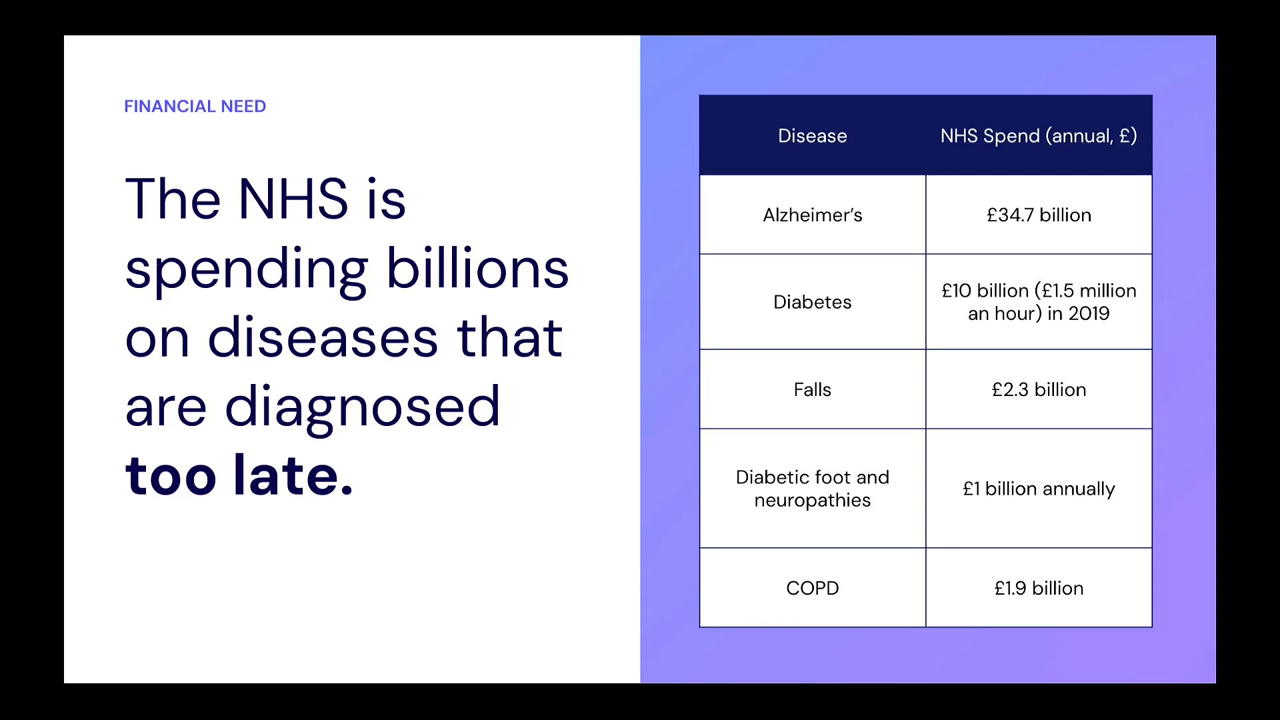 FINANCIAL NEED
The NHS is
spending billions
on diseases that
are diagnosed
too late.
Disease
NHS Spend (annual, £)
Alzheimer’s
£34.7 billion
Diabetes
£10 billion (£1.5 million
an hour) in 2019
Falls
£2.3 billion
Diabetic foot and
neuropathies
£1 billion annually
COPD
£1.9 billion